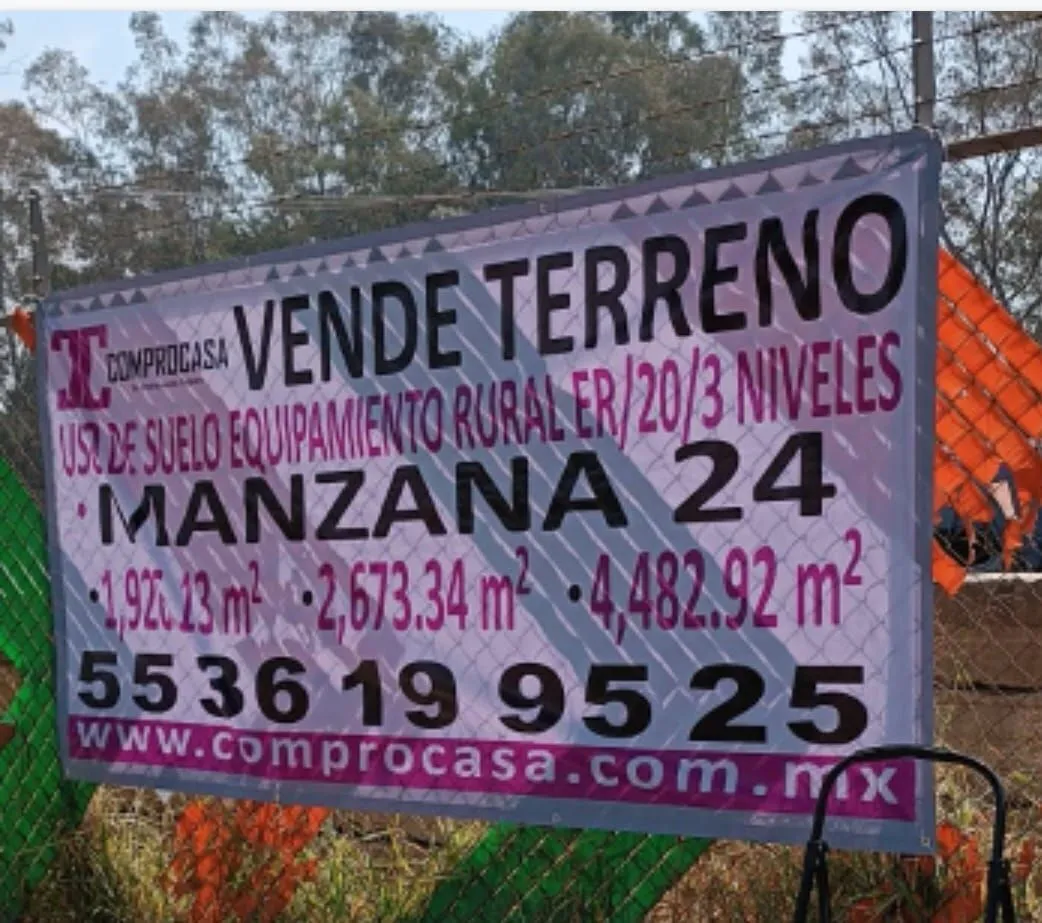 COMPROCASA VENDE TERRENO
USO DE SUELO EQUIPAMIENTO RURAL ER/20/3 NIVELES
• MANZANA 24
•2,673.34 m² •4,482.92 m²
55 36 19 95 25
www.comprocasa.com.mx